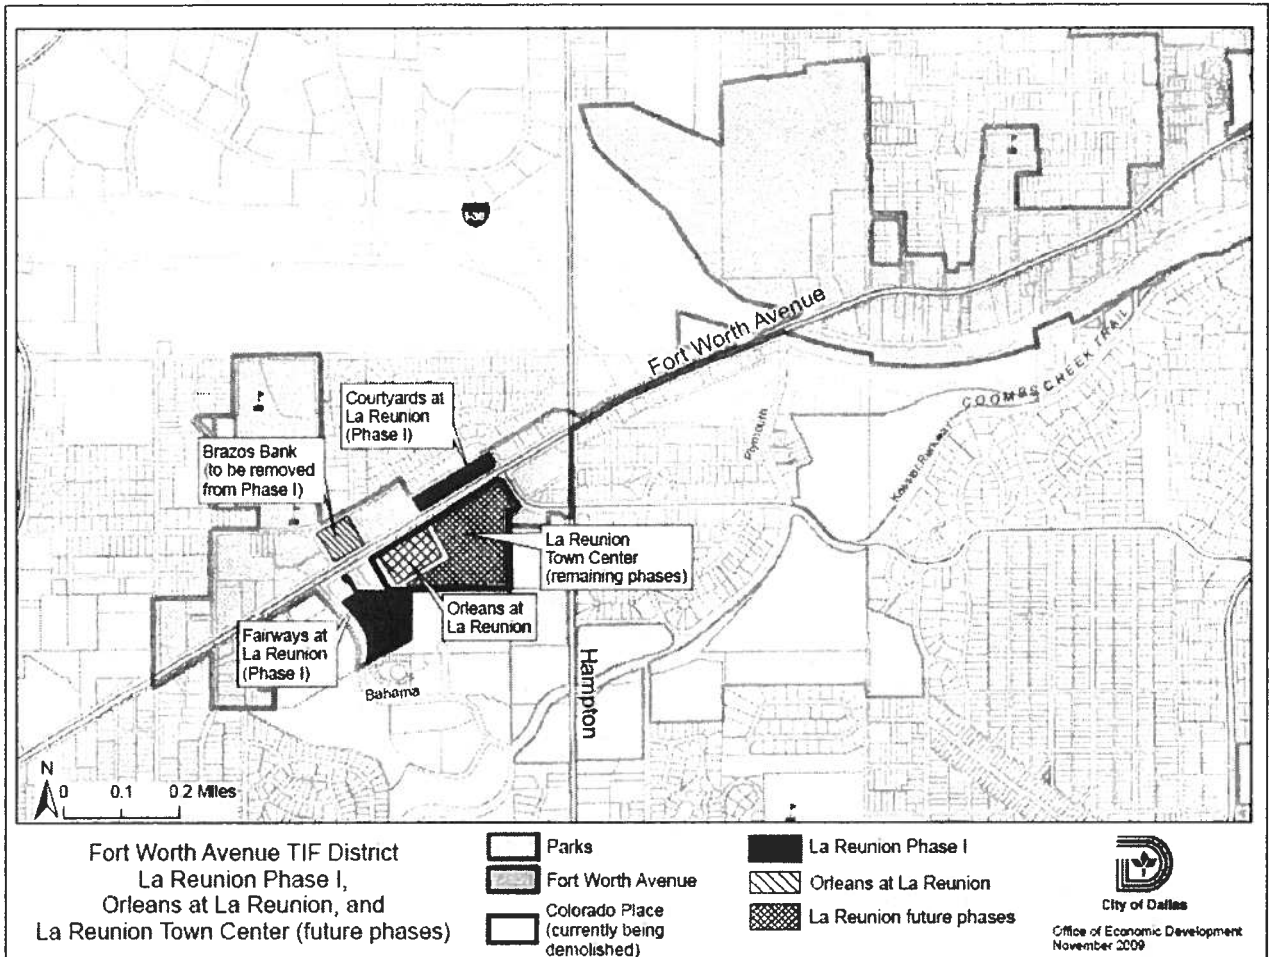 I-30
Fort Worth Avenue
COOMBS CREEK TRAIL
Plymouth
Kessler Parkway
Courtyards at
La Reunion
(Phase I)
Brazos Bank
(to be removed
from Phase I)
La Reunion
Town Center
(remaining phases)
Orleans at
La Reunion
Fairways at
La Reunion
(Phase I)
Bahama
Hampton
N
0 0.1 0.2 Miles
Fort Worth Avenue TIF District
La Reunion Phase I,
Orleans at La Reunion, and
La Reunion Town Center (future phases)
Parks
Fort Worth Avenue
Colorado Place
(currently being
demolished)
La Reunion Phase I
Orleans at La Reunion
La Reunion future phases
City of Dallas
Office of Economic Development
November 2009